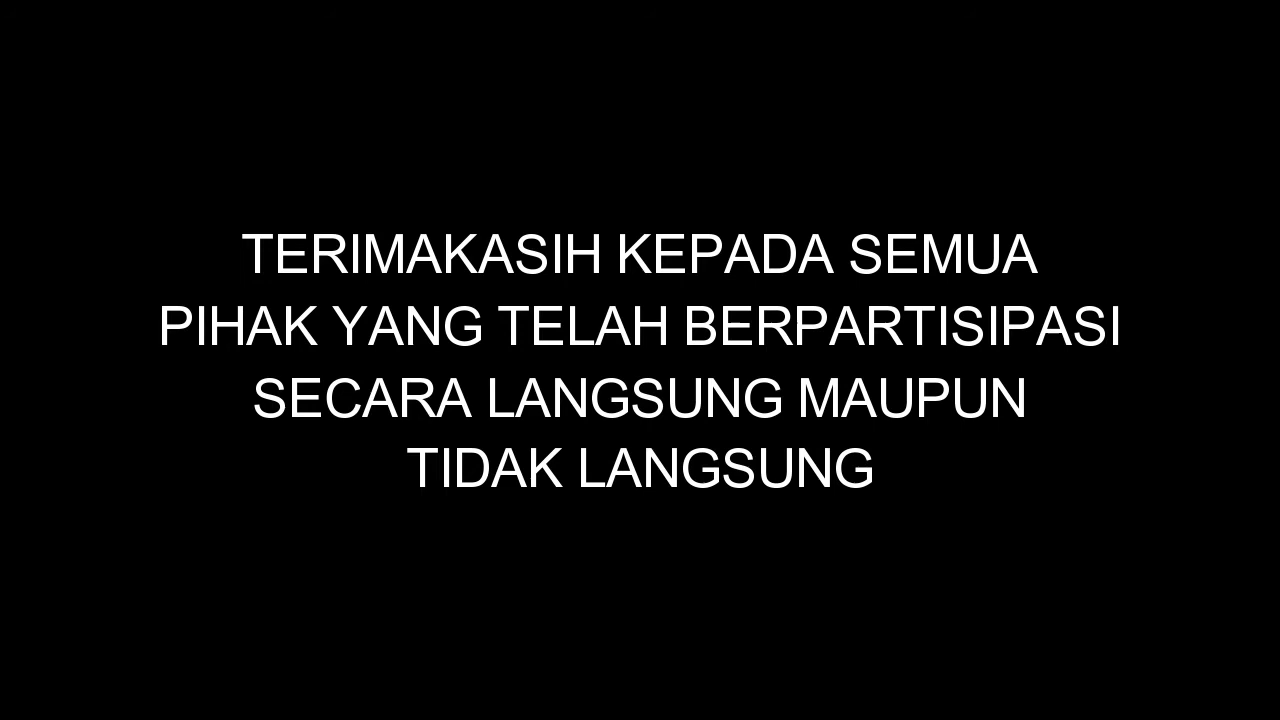 TERIMAKASIH KEPADA SEMUA
PIHAK YANG TELAH BERPARTISIPASI
SECARA LANGSUNG MAUPUN
TIDAK LANGSUNG